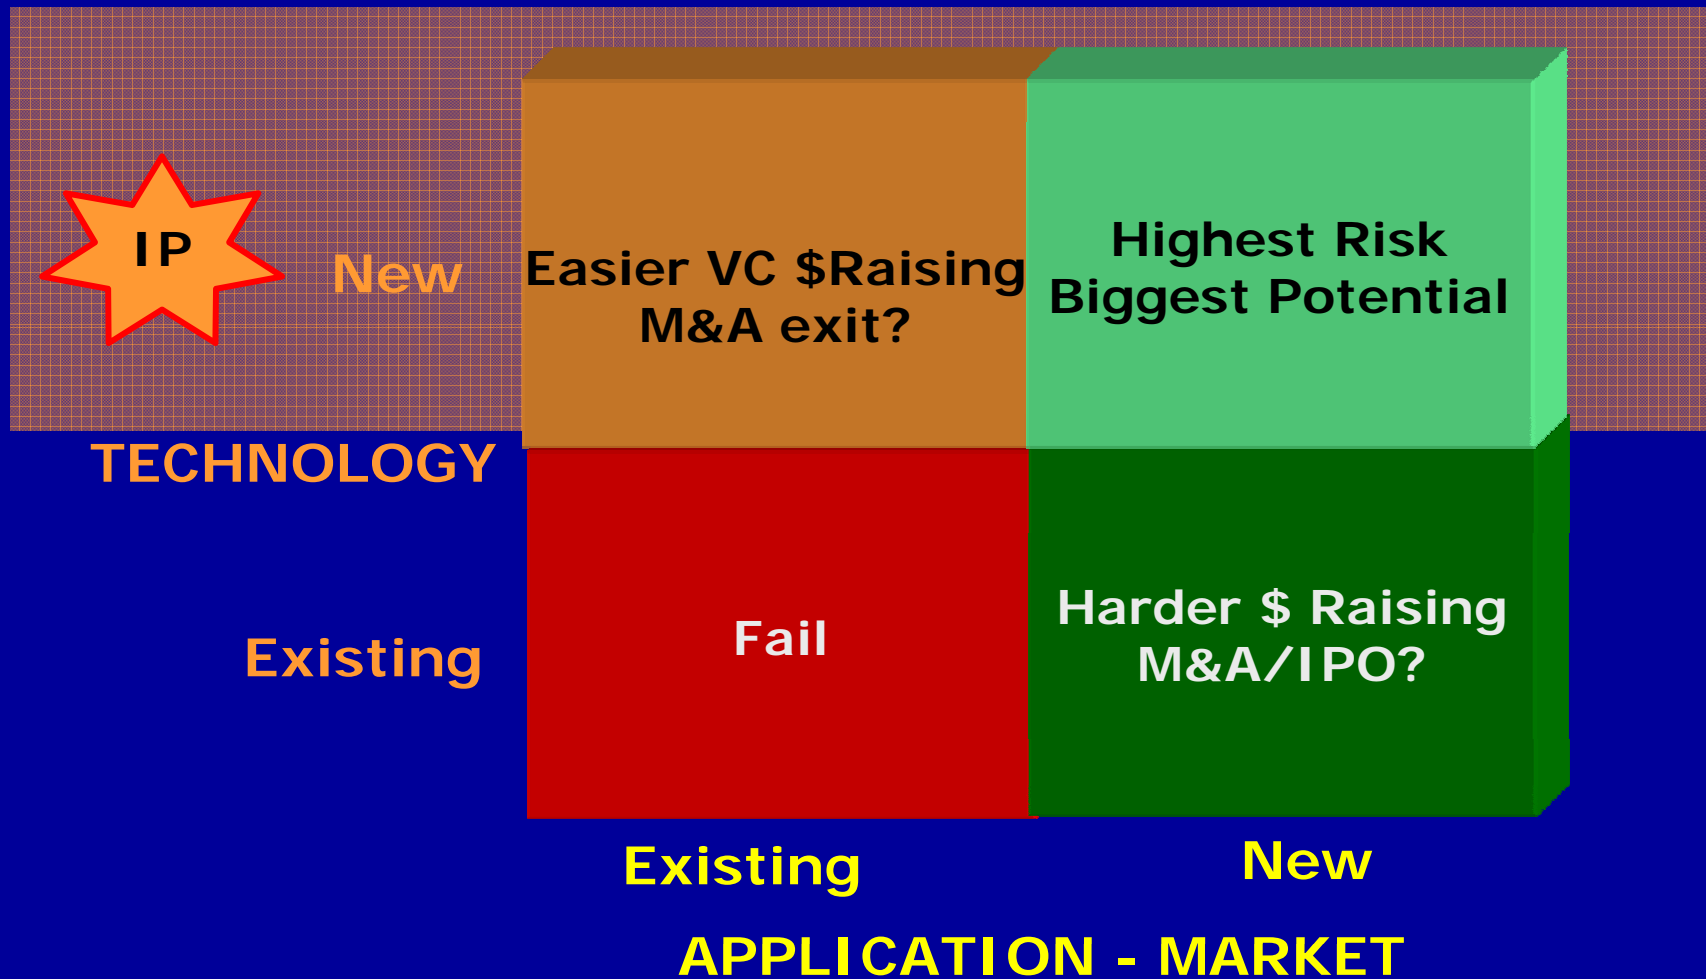 IP
New
Easier VC $Raising
M&A exit?
Highest Risk
Biggest Potential
TECHNOLOGY
Existing
Fail
Harder $ Raising
M&A/IPO?
Existing
New
APPLICATION - MARKET